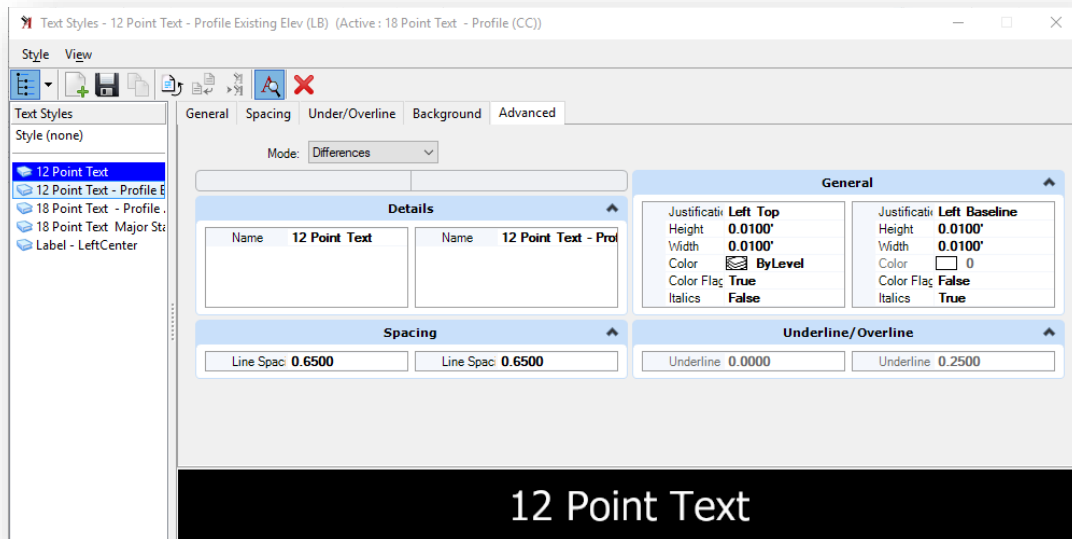 Text Styles - 12 Point Text - Profile Existing Elev (LB) (Active : 18 Point Text - Profile (CC))
Style View
Text Styles
Style (none)
12 Point Text
12 Point Text - Profile E
18 Point Text - Profile .
18 Point Text Major Sta
Label - LeftCenter
General Spacing Under/Overline Background Advanced
Mode: Differences
Details
Name 12 Point Text Name 12 Point Text - Prof
General
Justificatio Left Top Justificatio Left Baseline
Height 0.0100' Height 0.0100'
Width 0.0100' Width 0.0100'
Color ByLevel Color 0
Color Flag True Color Flag False
Italics False Italics True
Spacing
Line Spaci 0.6500 Line Spaci 0.6500
Underline/Overline
Underline 0.0000 Underline 0.2500
12 Point Text